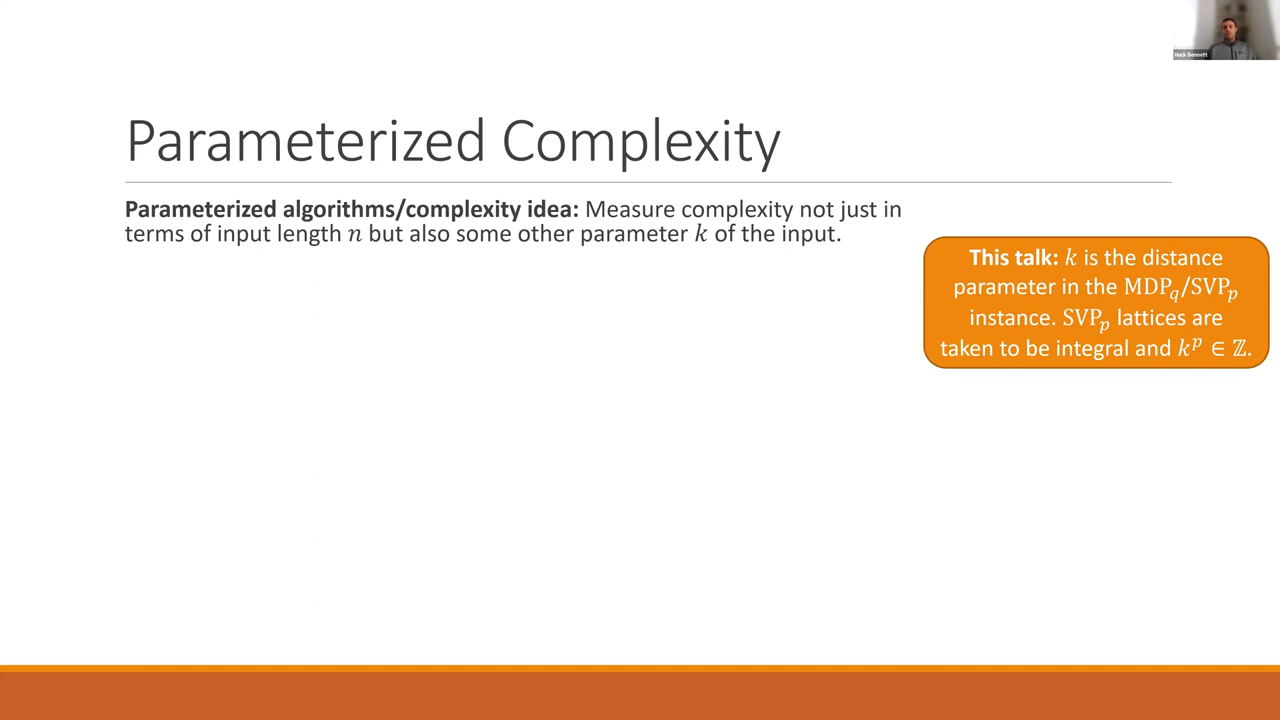 Huck Bennett
Parameterized Complexity
Parameterized algorithms/complexity idea: Measure complexity not just in
terms of input length n but also some other parameter k of the input.
This talk: k is the distance
parameter in the MDP_q/SVP_p
instance. SVP_p lattices are
taken to be integral and k^p ∈ ℤ.